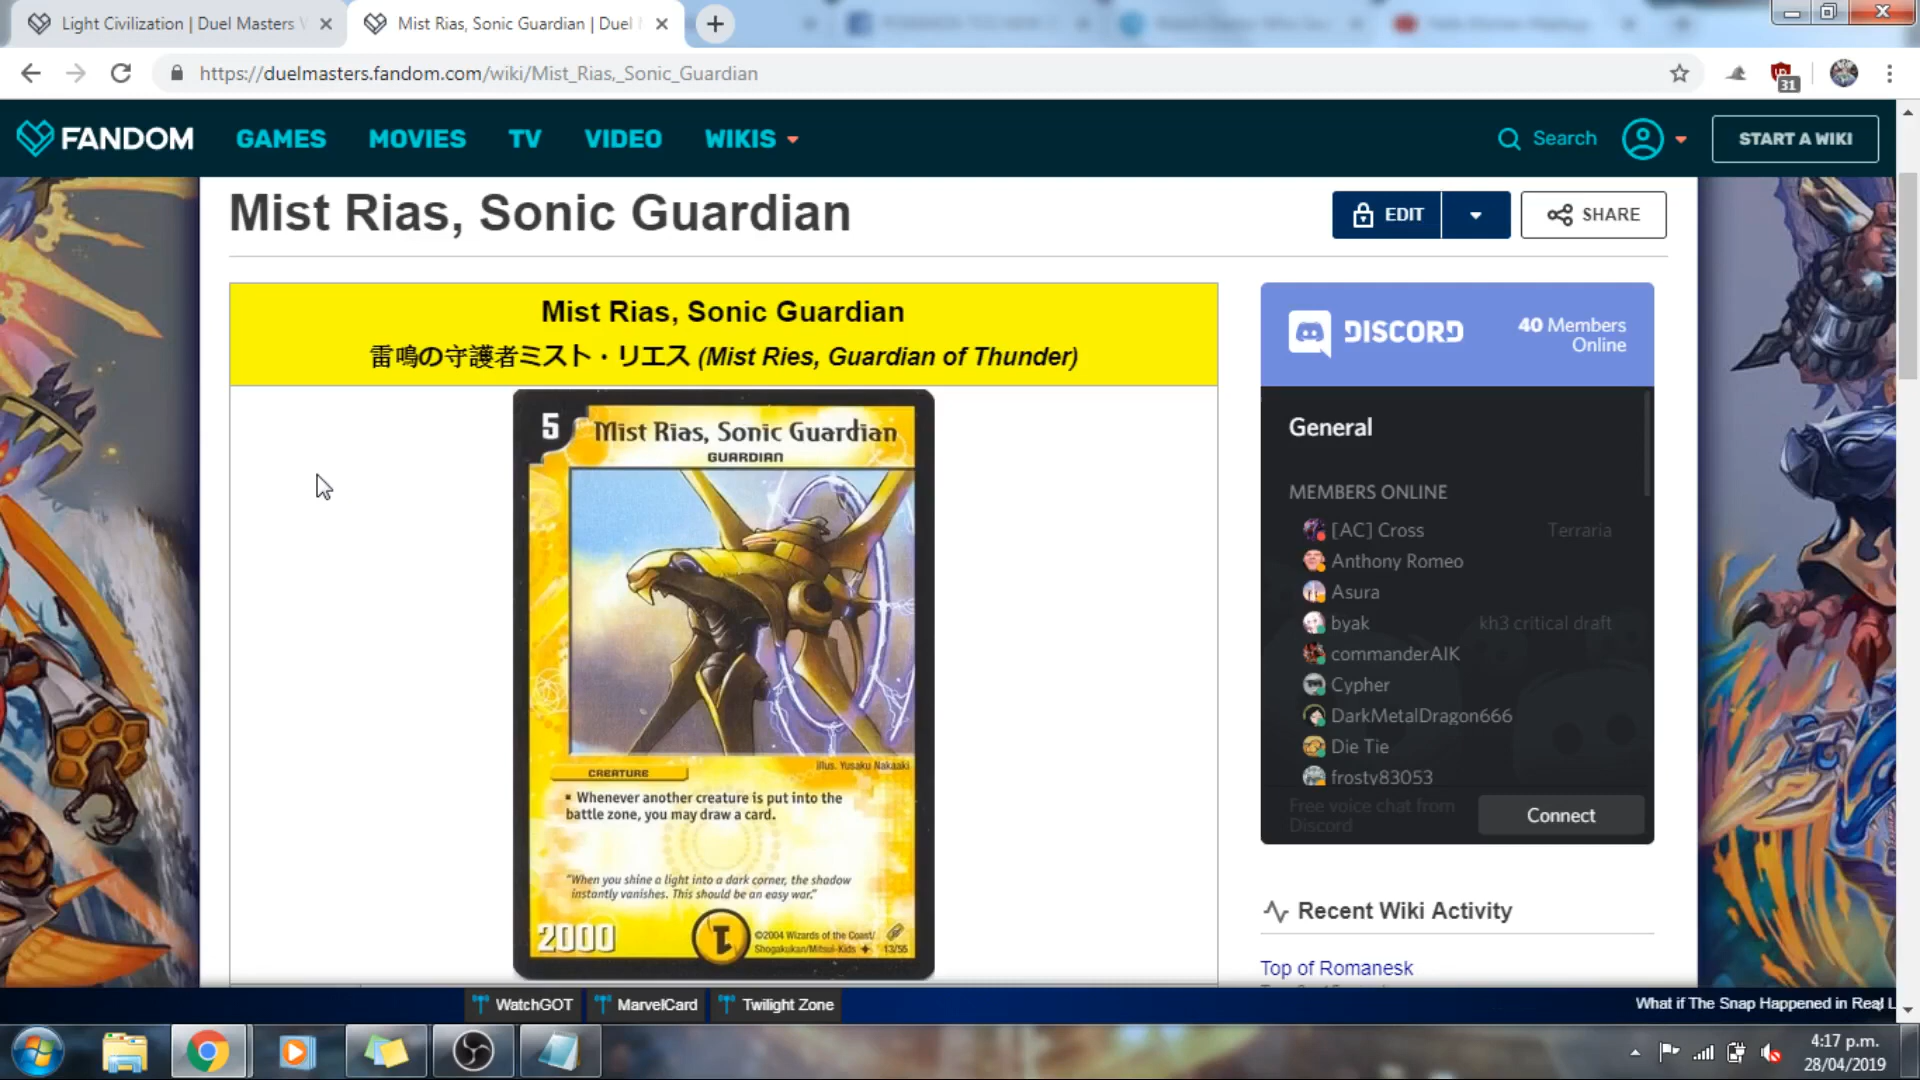 Light Civilization | Duel Masters
Mist Rias, Sonic Guardian | Duel
https://duelmasters.fandom.com/wiki/Mist_Rias,_Sonic_Guardian
31
FANDOM
GAMES
MOVIES
TV
VIDEO
WIKIS
Search
START A WIKI
Mist Rias, Sonic Guardian
EDIT
SHARE
Mist Rias, Sonic Guardian
雷鳴の守護者ミスト・リエス (Mist Ries, Guardian of Thunder)
5
Mist Rias, Sonic Guardian
GUARDIAN
illus. Yusaku Nakaaki
CREATURE
▪ Whenever another creature is put into the
battle zone, you may draw a card.
"When you shine a light into a dark corner, the shadow
instantly vanishes. This should be an easy war."
2000
1
©2004 Wizards of the Coast/
Shogakukan/Mitsui-Kids
13/55
DISCORD
40 Members
Online
General
MEMBERS ONLINE
[AC] Cross
Terraria
Anthony Romeo
Asura
byak
kh3 critical draft
commanderAIK
Cypher
DarkMetalDragon666
Die Tie
frosty83053
Free voice chat from
Discord
Connect
Recent Wiki Activity
Top of Romanesk
WatchGOT
MarvelCard
Twilight Zone
What if The Snap Happened in Real L
4:17 p.m.
28/04/2019